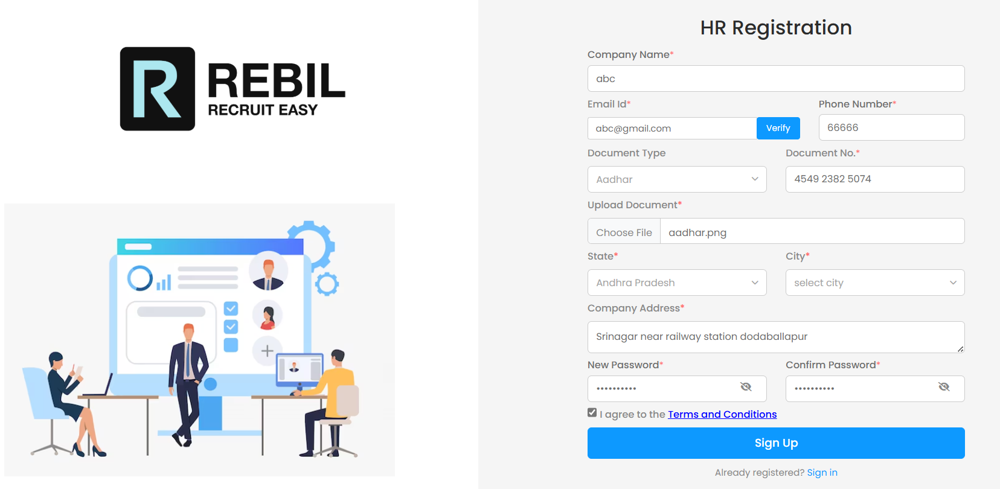 R
REBIL
RECRUIT EASY
HR Registration
Company Name*
abc
Email Id* Phone Number*
abc@gmail.com Verify 66666
Document Type Document No.*
Aadhar 4549 2382 5074
Upload Document*
Choose File aadhar.png
State* City*
Andhra Pradesh select city
Company Address*
Srinagar near railway station dodaballapur
New Password* Confirm Password*
•••••••••• ••••••••••
I agree to the Terms and Conditions
Sign Up
Already registered? Sign in